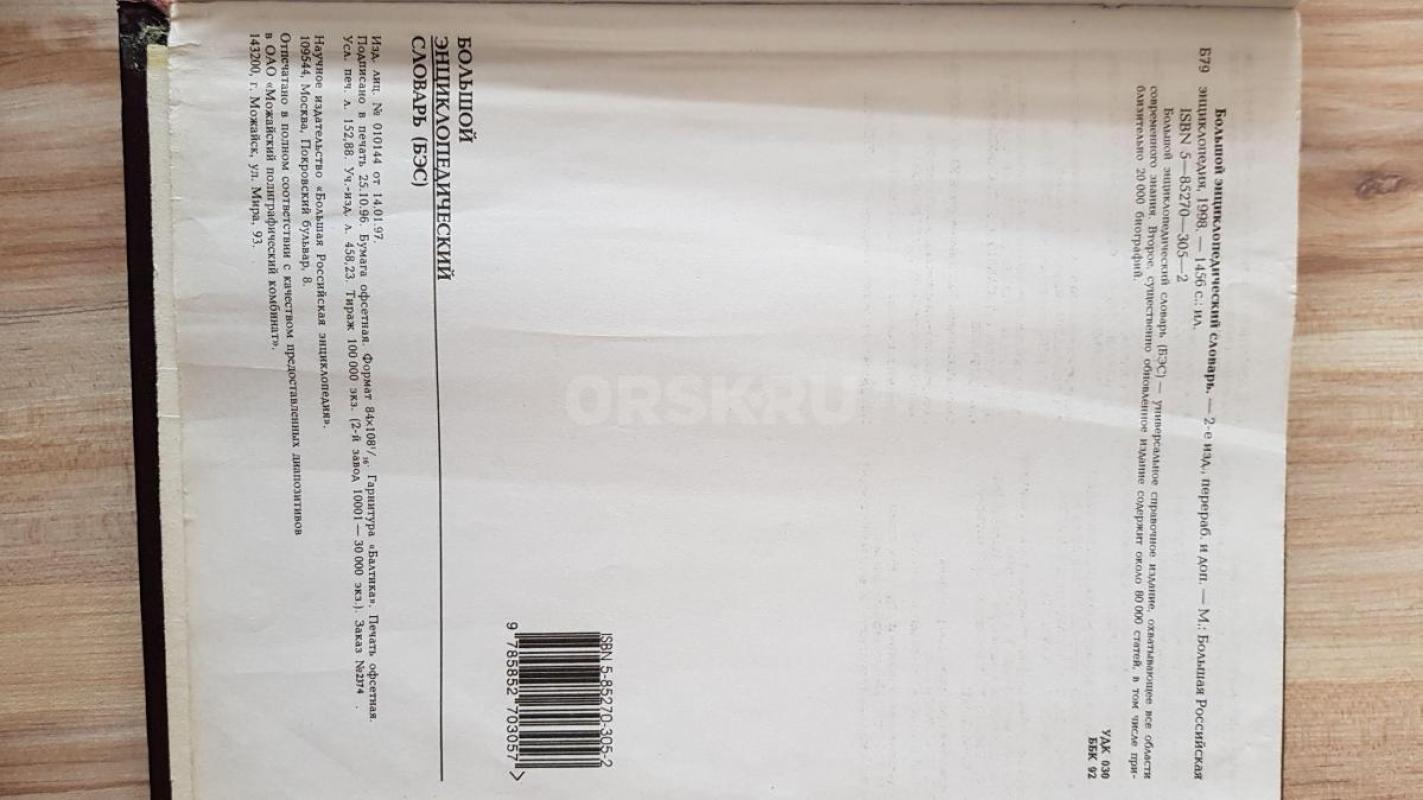 Б79 Большой энциклопедический словарь. — 2-е изд., перераб. и доп. — М.: Большая Российская
энциклопедия, 1998. — 1456 с.: ил.
ISBN 5—85270—305—2
Большой энциклопедический словарь (БЭС) — универсальное справочное издание, охватывающее все области
современного знания. Второе, существенно обновлённое издание содержит около 80 000 статей, в том числе при-
близительно 20 000 биографий.
УДК 030
ББК 92
ORSK.RU
ISBN 5-85270-305-2
9 785852 703057 >
БОЛЬШОЙ
ЭНЦИКЛОПЕДИЧЕСКИЙ
СЛОВАРЬ (БЭС)
Изд. лиц. № 010144 от 14.01.97.
Подписано в печать 25.10.96. Бумага офсетная. Формат 84х108¹/₁₆. Гарнитура «Балтика». Печать офсетная.
Усл. печ. л. 152,88. Уч.-изд. л. 458,23. Тираж 100 000 экз. (2-й завод 10001 — 30 000 экз.). Заказ №2374 .
Научное издательство «Большая Российская энциклопедия».
109544, Москва, Покровский бульвар, 8.
Отпечатано в полном соответствии с качеством предоставленных диапозитивов
в ОАО «Можайский полиграфический комбинат».
143200, г. Можайск, ул. Мира, 93.